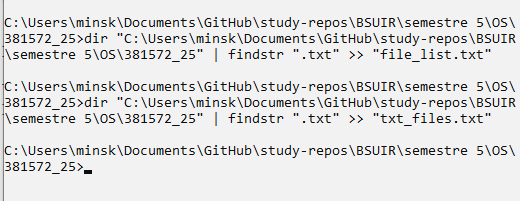 C:\Users\minsk\Documents\GitHub\study-repos\BSUIR\semestre 5\OS\
381572_25>dir "C:\Users\minsk\Documents\GitHub\study-repos\BSUIR
\semestre 5\OS\381572_25" | findstr ".txt" >> "file_list.txt"
C:\Users\minsk\Documents\GitHub\study-repos\BSUIR\semestre 5\OS\
381572_25>dir "C:\Users\minsk\Documents\GitHub\study-repos\BSUIR
\semestre 5\OS\381572_25" | findstr ".txt" >> "txt_files.txt"
C:\Users\minsk\Documents\GitHub\study-repos\BSUIR\semestre 5\OS\
381572_25>